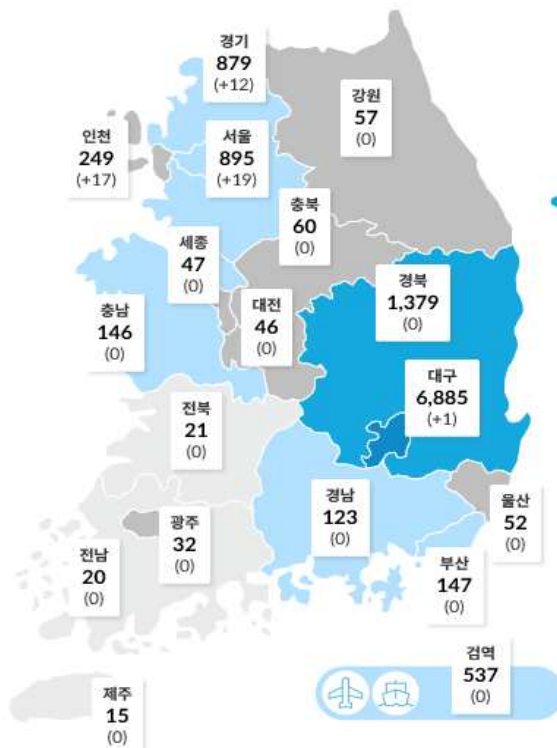 경기
879
(+12)
강원
57
(0)
인천
249
(+17)
서울
895
(+19)
충북
60
(0)
세종
47
(0)
경북
1,379
(0)
충남
146
(0)
대전
46
(0)
대구
6,885
(+1)
전북
21
(0)
경남
123
(0)
울산
52
(0)
광주
32
(0)
전남
20
(0)
부산
147
(0)
검역
537
(0)
제주
15
(0)